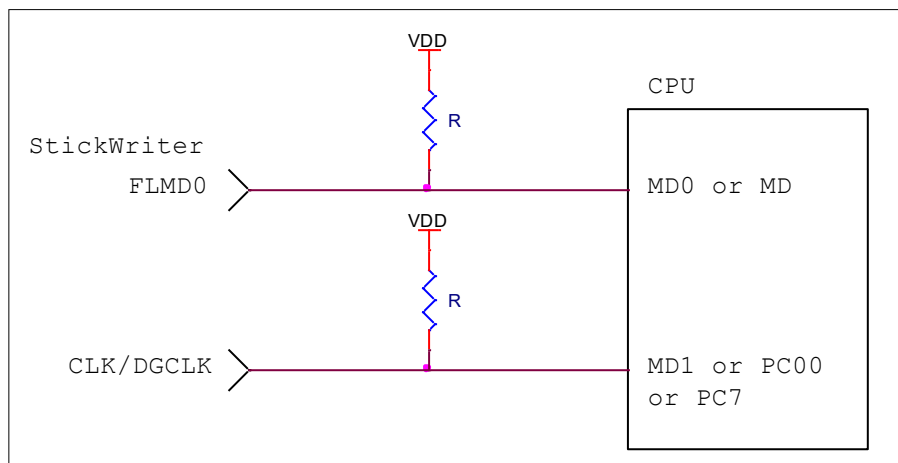 VDD
CPU
R
StickWriter
FLMD0
MD0 or MD
VDD
R
CLK/DGCLK
MD1 or PC00
or PC7